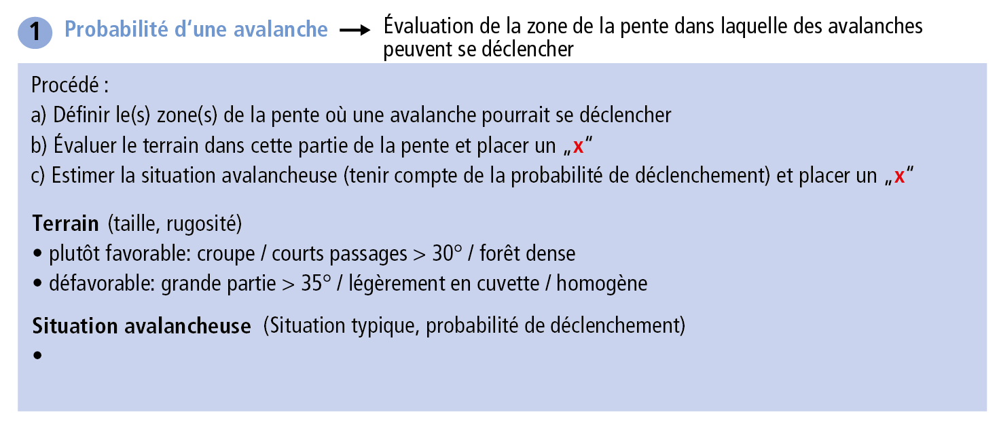 1 Probabilité d‘une avalanche → Évaluation de la zone de la pente dans laquelle des avalanches
peuvent se déclencher
Procédé :
a) Définir le(s) zone(s) de la pente où une avalanche pourrait se déclencher
b) Évaluer le terrain dans cette partie de la pente et placer un „x“
c) Estimer la situation avalancheuse (tenir compte de la probabilité de déclenchement) et placer un „x“
Terrain (taille, rugosité)
• plutôt favorable: croupe / courts passages > 30° / forêt dense
• défavorable: grande partie > 35° / légèrement en cuvette / homogène
Situation avalancheuse (Situation typique, probabilité de déclenchement)
•